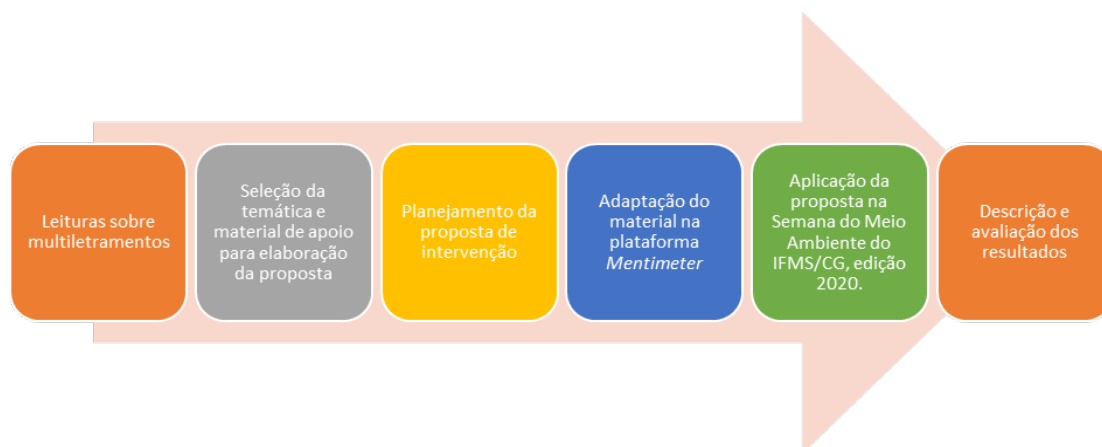 Leituras sobre
multiletramentos
Seleção da
temática e
material de apoio
para elaboração
da proposta
Planejamento da
proposta de
intervenção
Adaptação do
material na
plataforma
Mentimeter
Aplicação da
proposta na
Semana do Meio
Ambiente do
IFMS/CG, edição
2020.
Descrição e
avaliação dos
resultados